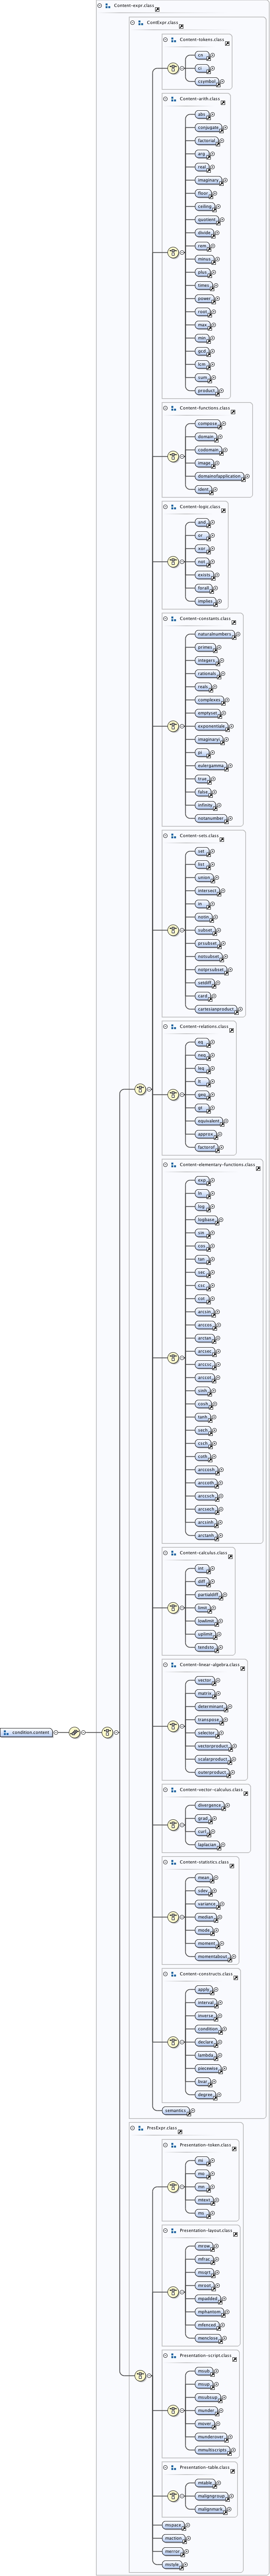 Content-expr.class
ContExpr.class
Content-tokens.class
cn
ci
csymbol
Content-arith.class
abs
conjugate
factorial
arg
real
imaginary
floor
ceiling
quotient
divide
rem
minus
plus
times
power
root
max
min
gcd
lcm
sum
product
Content-functions.class
compose
domain
codomain
image
domainofapplication
ident
Content-logic.class
and
or
xor
not
exists
forall
implies
Content-constants.class
naturalnumbers
primes
integers
rationals
reals
complexes
emptyset
exponentiale
imaginaryi
pi
eulergamma
true
false
infinity
notanumber
Content-sets.class
set
list
union
intersect
in
notin
subset
prsubset
notsubset
notprsubset
setdiff
card
cartesianproduct
Content-relations.class
eq
neq
leq
lt
geq
gt
equivalent
approx
factorof
Content-elementary-functions.class
exp
ln
log
logbase
sin
cos
tan
sec
csc
cot
arcsin
arccos
arctan
arcsec
arccsc
arccot
sinh
cosh
tanh
sech
csch
coth
arccosh
arccoth
arccsch
arcsech
arcsinh
arctanh
Content-calculus.class
int
diff
partialdiff
limit
lowlimit
uplimit
tendsto
Content-linear-algebra.class
vector
matrix
determinant
transpose
selector
vectorproduct
scalarproduct
outerproduct
condition.content
Content-vector-calculus.class
divergence
grad
curl
laplacian
Content-statistics.class
mean
sdev
variance
median
mode
moment
momentabout
Content-constructs.class
apply
interval
inverse
condition
declare
lambda
piecewise
bvar
degree
semantics
PresExpr.class
Presentation-token.class
mi
mo
mn
mtext
ms
Presentation-layout.class
mrow
mfrac
msqrt
mroot
mpadded
mphantom
mfenced
menclose
Presentation-script.class
msub
msup
msubsup
munder
mover
munderover
mmultiscripts
Presentation-table.class
mtable
maligngroup
malignmark
mspace
maction
merror
mstyle